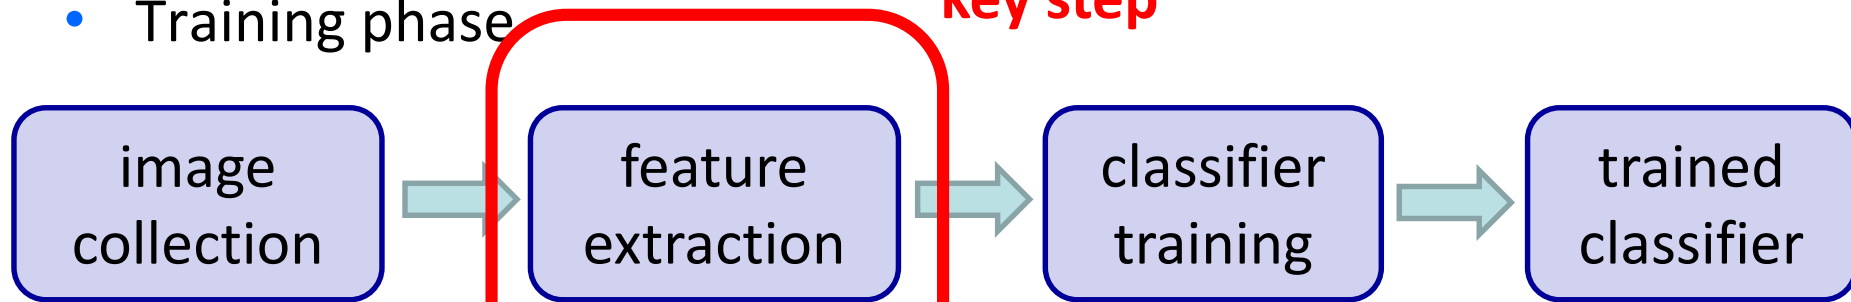 • Training phase
key step
image
collection
feature
extraction
classifier
training
trained
classifier